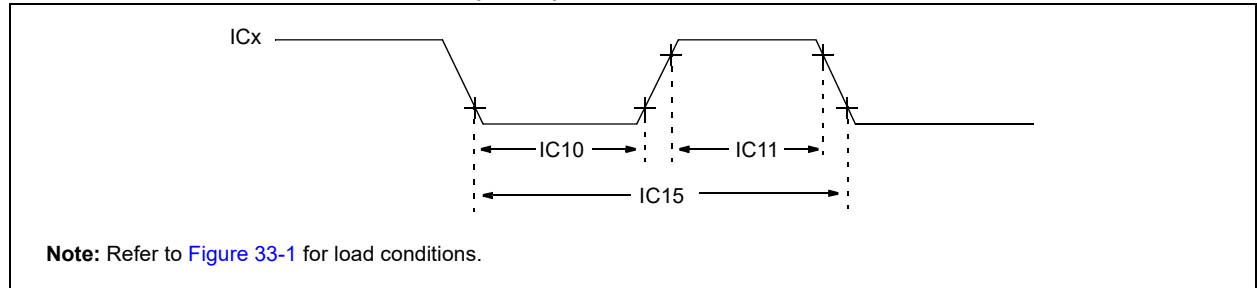 ICx
IC10
IC11
IC15
Note: Refer to Figure 33-1 for load conditions.